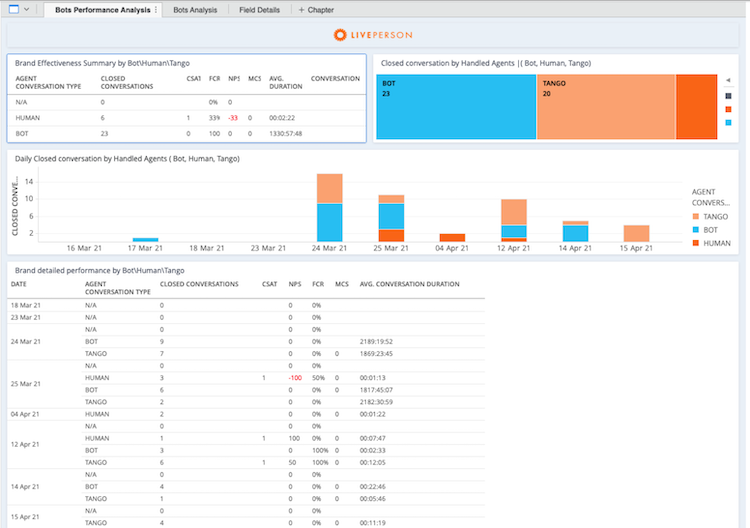 Bots Performance Analysis
Bots Analysis
Field Details
+ Chapter
LIVEPERSON
Brand Effectiveness Summary by Bot\Human\Tango
AGENT CONVERSATION TYPE CLOSED CONVERSATIONS CSAT FCR NPS MCS AVG. DURATION CONVERSATION
N/A 0 0% 0
HUMAN 6 1 33% -33 0 00:02:22
BOT 23 0 100 0 0 1330:57:48
Closed conversation by Handled Agents |( Bot, Human, Tango)
BOT
23
TANGO
20
Daily Closed conversation by Handled Agents ( Bot, Human, Tango)
CLOSED CONVE...
14
10
6
2
16 Mar 21 17 Mar 21 18 Mar 21 23 Mar 21 24 Mar 21 25 Mar 21 04 Apr 21 12 Apr 21 14 Apr 21 15 Apr 21
AGENT
CONVERS...
TANGO
BOT
HUMAN
Brand detailed performance by Bot\Human\Tango
DATE AGENT CONVERSATION TYPE CLOSED CONVERSATIONS CSAT NPS FCR MCS AVG. CONVERSATION DURATION
18 Mar 21 N/A 0 0 0%
23 Mar 21 N/A 0 0 0%
24 Mar 21 N/A 0 0 0%
BOT 9 0 0% 2189:19:52
TANGO 7 0 0% 0 1869:23:45
25 Mar 21 N/A 0 0 0%
HUMAN 3 1 -100 50% 0 00:01:13
BOT 6 0 0% 0 1817:45:07
TANGO 2 0 0% 2182:30:59
04 Apr 21 HUMAN 2 0 0% 0 00:01:22
12 Apr 21 N/A 0 0 0%
HUMAN 1 1 100 0% 0 00:07:47
BOT 3 0 100% 0 00:02:33
TANGO 6 1 50 100% 0 00:12:05
14 Apr 21 N/A 0 0 0%
BOT 4 0 0% 0 00:22:46
TANGO 1 0 0% 0 00:05:46
15 Apr 21 N/A 0 0 0%
TANGO 4 0 0% 0 00:11:19